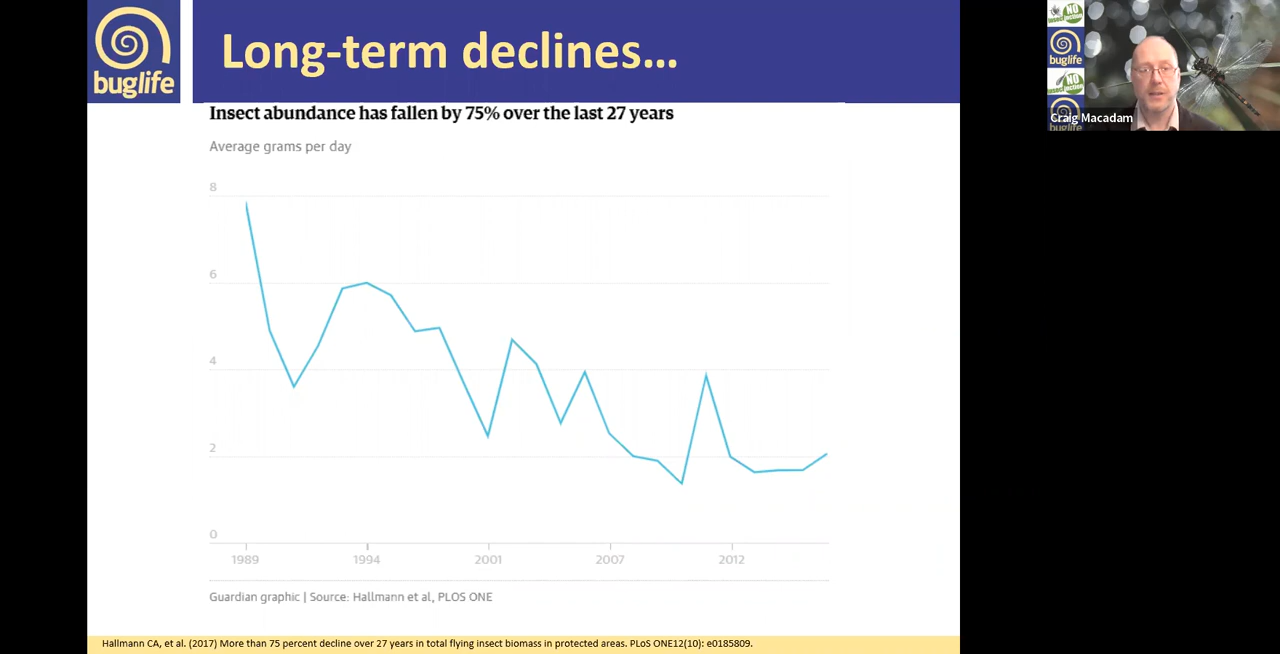 buglife
Long-term declines...
Insect abundance has fallen by 75% over the last 27 years
Average grams per day
8
6
4
2
0
1989
1994
2001
2007
2012
Guardian graphic | Source: Hallmann et al, PLOS ONE
Hallmann CA, et al. (2017) More than 75 percent decline over 27 years in total flying insect biomass in protected areas. PLoS ONE12(10): e0185809.
NO
buglife
NO
buglife
Craig Macadam